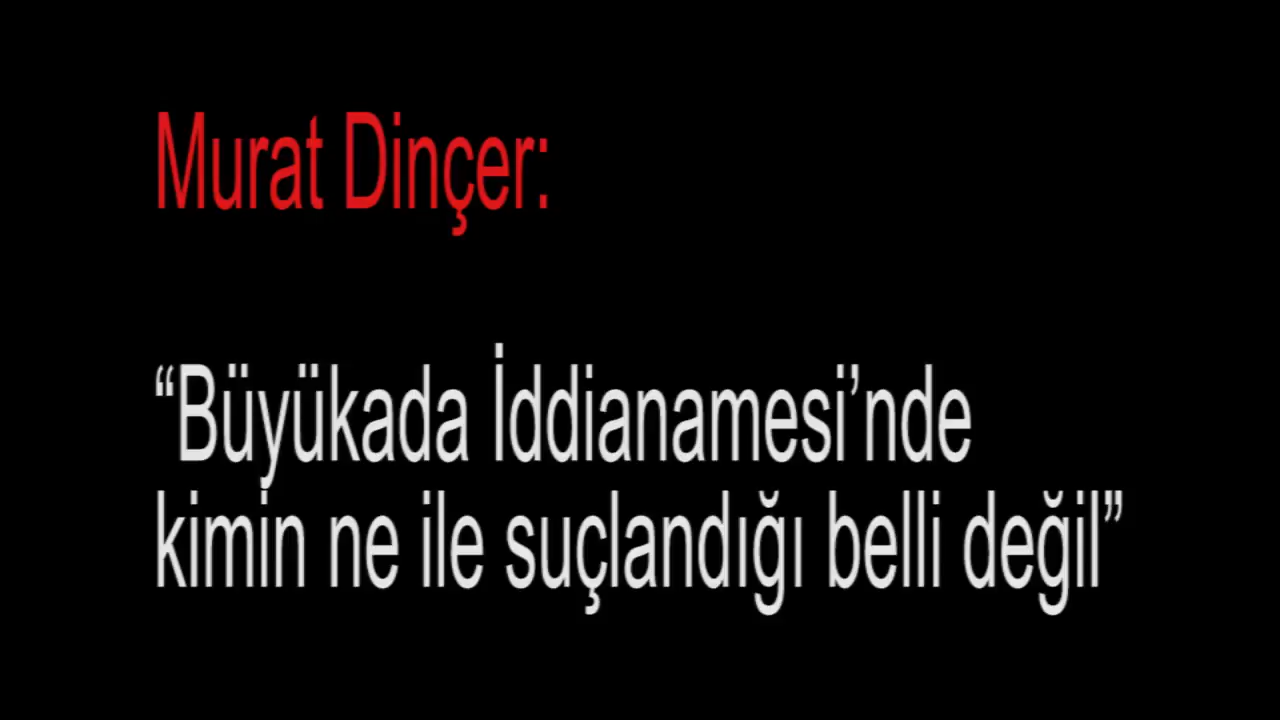 Murat Dinçer:
“Büyükada İddianamesi’nde
kimin ne ile suçlandığı belli değil”